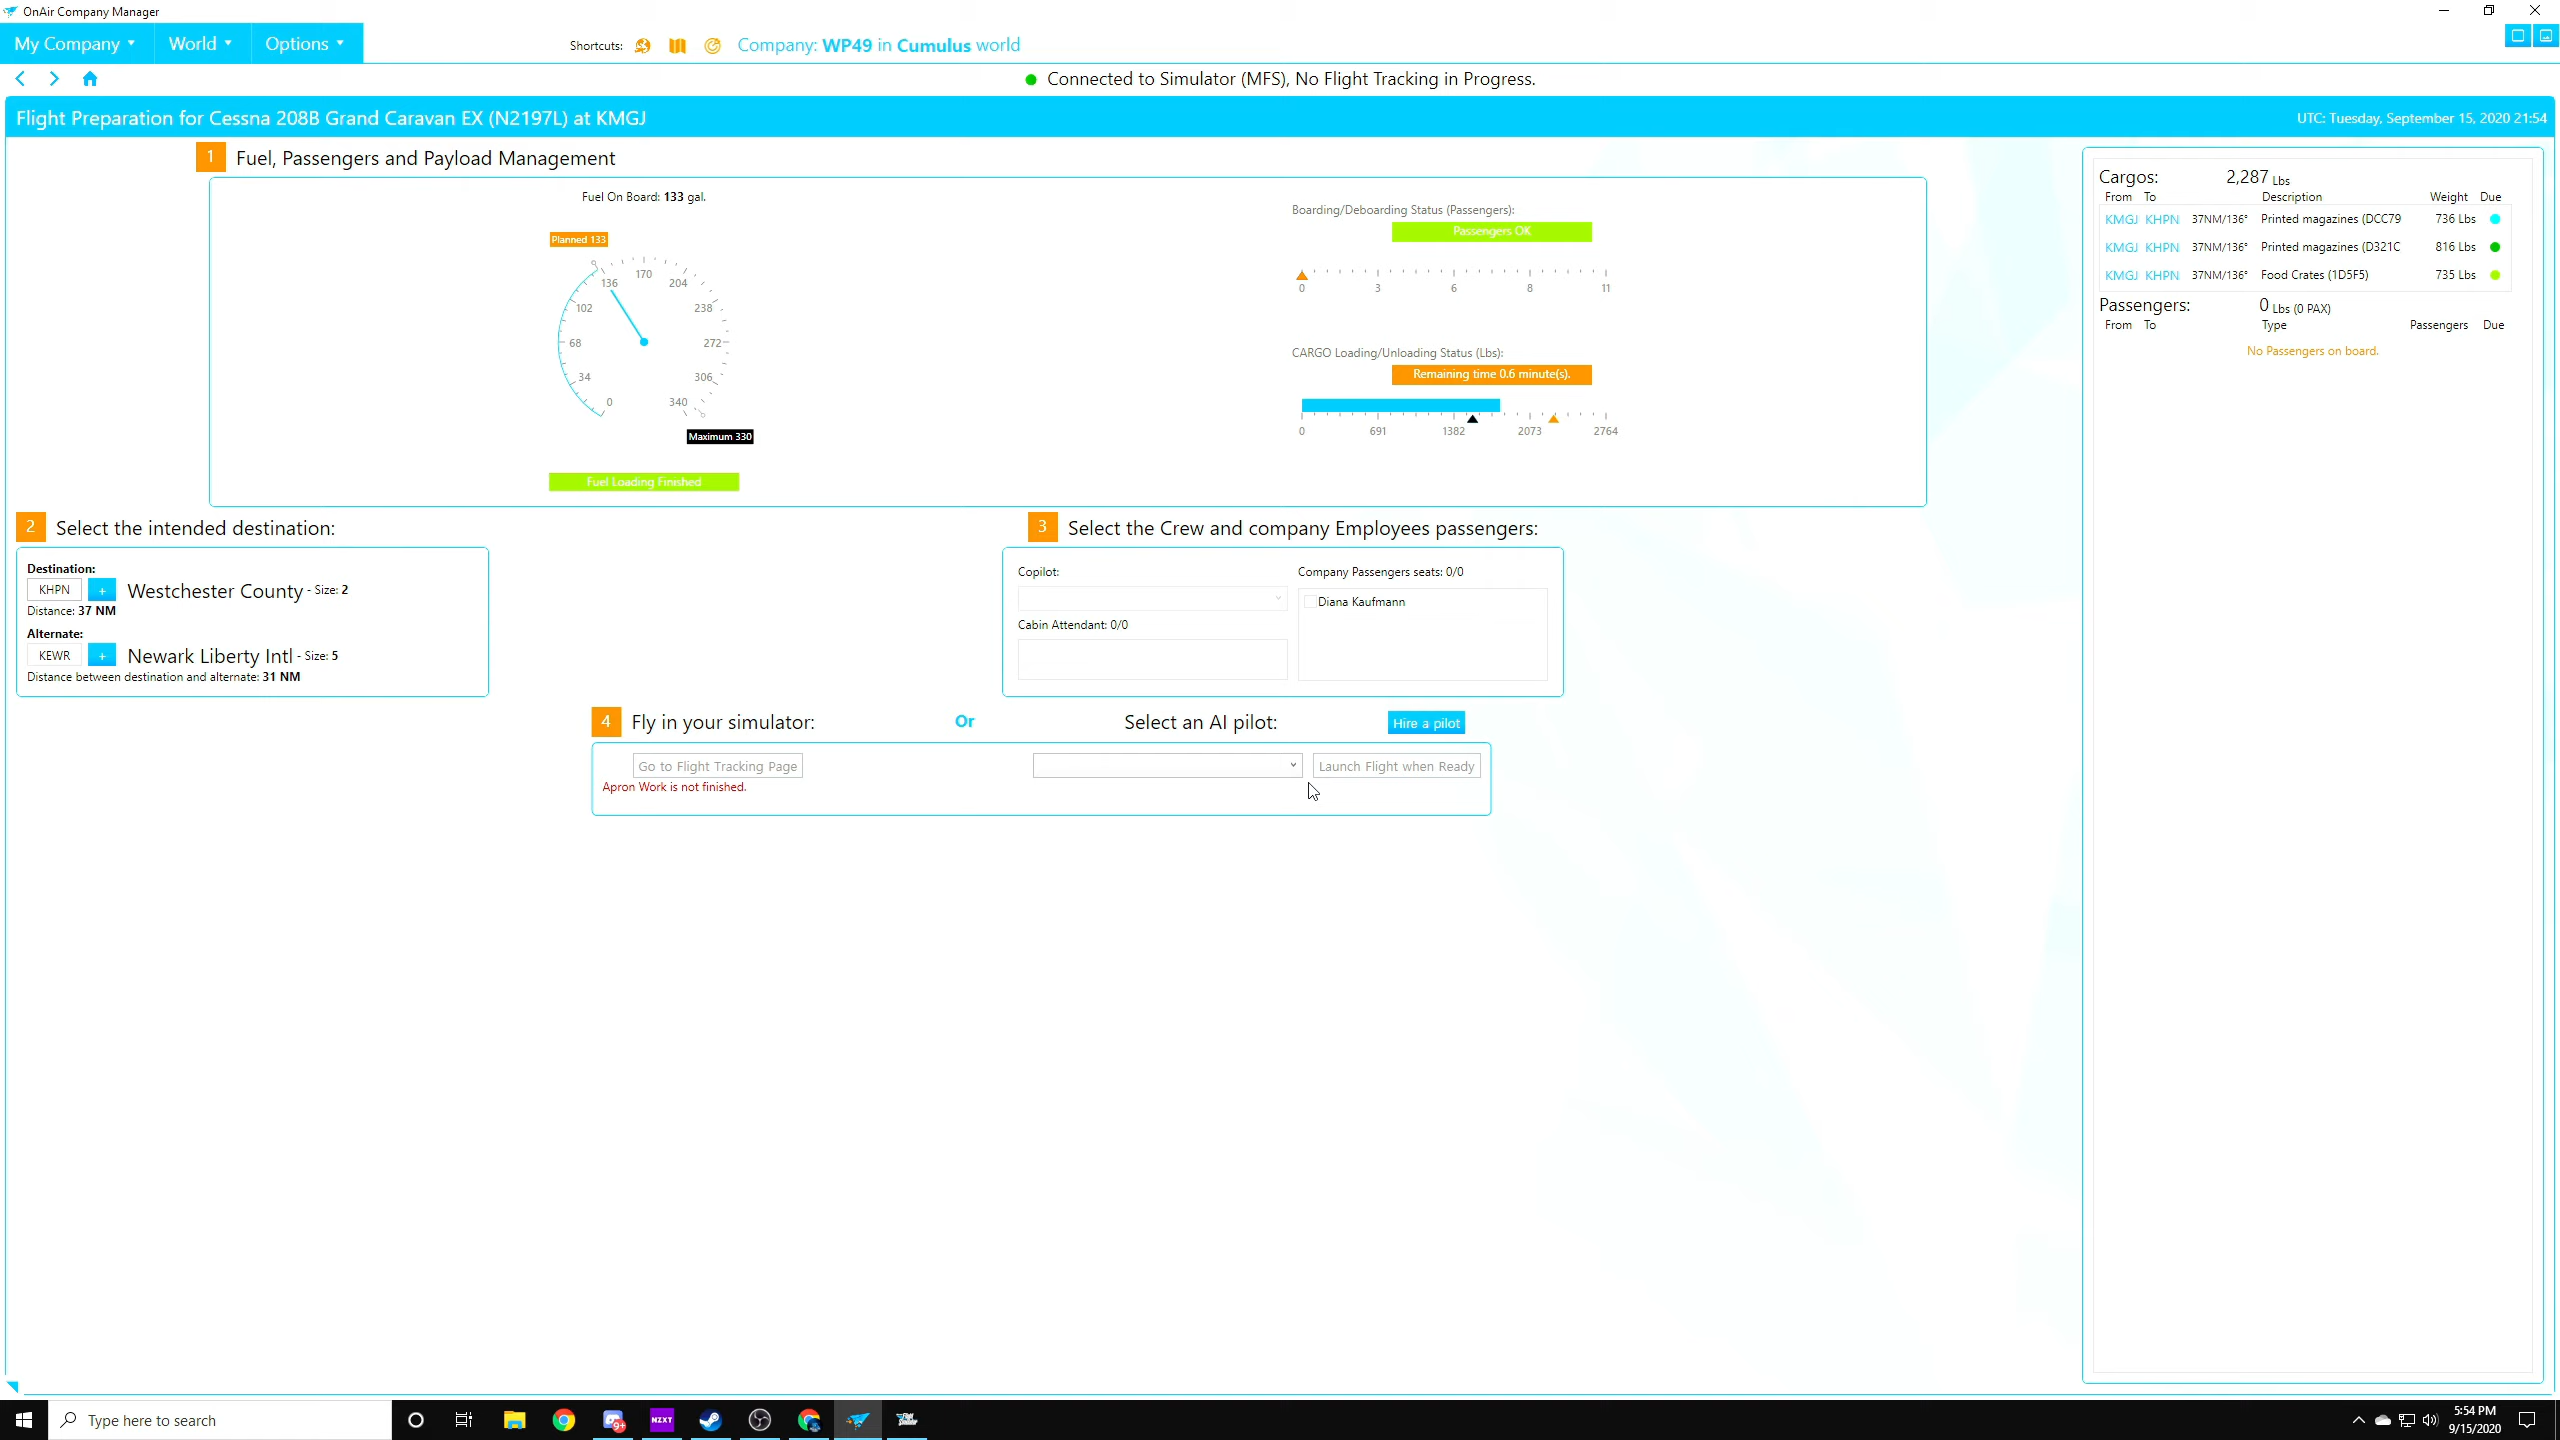 OnAir Company Manager
My Company World Options Shortcuts: Company: WP49 in Cumulus world
Connected to Simulator (MFS), No Flight Tracking in Progress.
Flight Preparation for Cessna 208B Grand Caravan EX (N2197L) at KMGJ UTC: Tuesday, September 15, 2020 21:54
1 Fuel, Passengers and Payload Management
Fuel On Board: 133 gal.
Planned 133
0 34 68 102 136 170 204 238 272 306 340
Maximum 330
Fuel Loading Finished
Boarding/Deboarding Status (Passengers):
Passengers OK
0 3 6 8 11
CARGO Loading/Unloading Status (Lbs):
Remaining time 0.6 minute(s).
0 691 1382 2073 2764
Cargos: 2,287 Lbs
From To Description Weight Due
KMGJ KHPN 37NM/136° Printed magazines (DCC79 736 Lbs
KMGJ KHPN 37NM/136° Printed magazines (D321C 816 Lbs
KMGJ KHPN 37NM/136° Food Crates (1D5F5) 735 Lbs
Passengers: 0 Lbs (0 PAX)
From To Type Passengers Due
No Passengers on board.
2 Select the intended destination:
Destination:
KHPN + Westchester County - Size: 2
Distance: 37 NM
Alternate:
KEWR + Newark Liberty Intl - Size: 5
Distance between destination and alternate: 31 NM
3 Select the Crew and company Employees passengers:
Copilot:
Cabin Attendant: 0/0
Company Passengers seats: 0/0
Diana Kaufmann
4 Fly in your simulator: Or Select an AI pilot: Hire a pilot
Go to Flight Tracking Page Launch Flight when Ready
Apron Work is not finished.
Type here to search
9+
NZXT
5:54 PM
9/15/2020